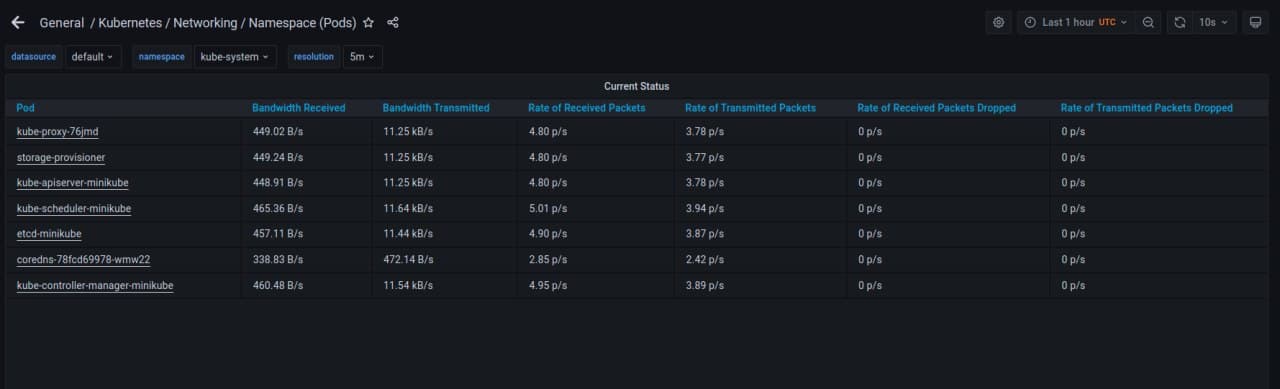 General / Kubernetes / Networking / Namespace (Pods) Last 1 hour UTC 10s
datasource default namespace kube-system resolution 5m
Current Status
Pod Bandwidth Received Bandwidth Transmitted Rate of Received Packets Rate of Transmitted Packets Rate of Received Packets Dropped Rate of Transmitted Packets Dropped
kube-proxy-76jmd 449.02 B/s 11.25 kB/s 4.80 p/s 3.78 p/s 0 p/s 0 p/s
storage-provisioner 449.24 B/s 11.25 kB/s 4.80 p/s 3.77 p/s 0 p/s 0 p/s
kube-apiserver-minikube 448.91 B/s 11.25 kB/s 4.80 p/s 3.78 p/s 0 p/s 0 p/s
kube-scheduler-minikube 465.36 B/s 11.64 kB/s 5.01 p/s 3.94 p/s 0 p/s 0 p/s
etcd-minikube 457.11 B/s 11.44 kB/s 4.90 p/s 3.87 p/s 0 p/s 0 p/s
coredns-78fcd69978-wmw22 338.83 B/s 472.14 B/s 2.85 p/s 2.42 p/s 0 p/s 0 p/s
kube-controller-manager-minikube 460.48 B/s 11.54 kB/s 4.95 p/s 3.89 p/s 0 p/s 0 p/s